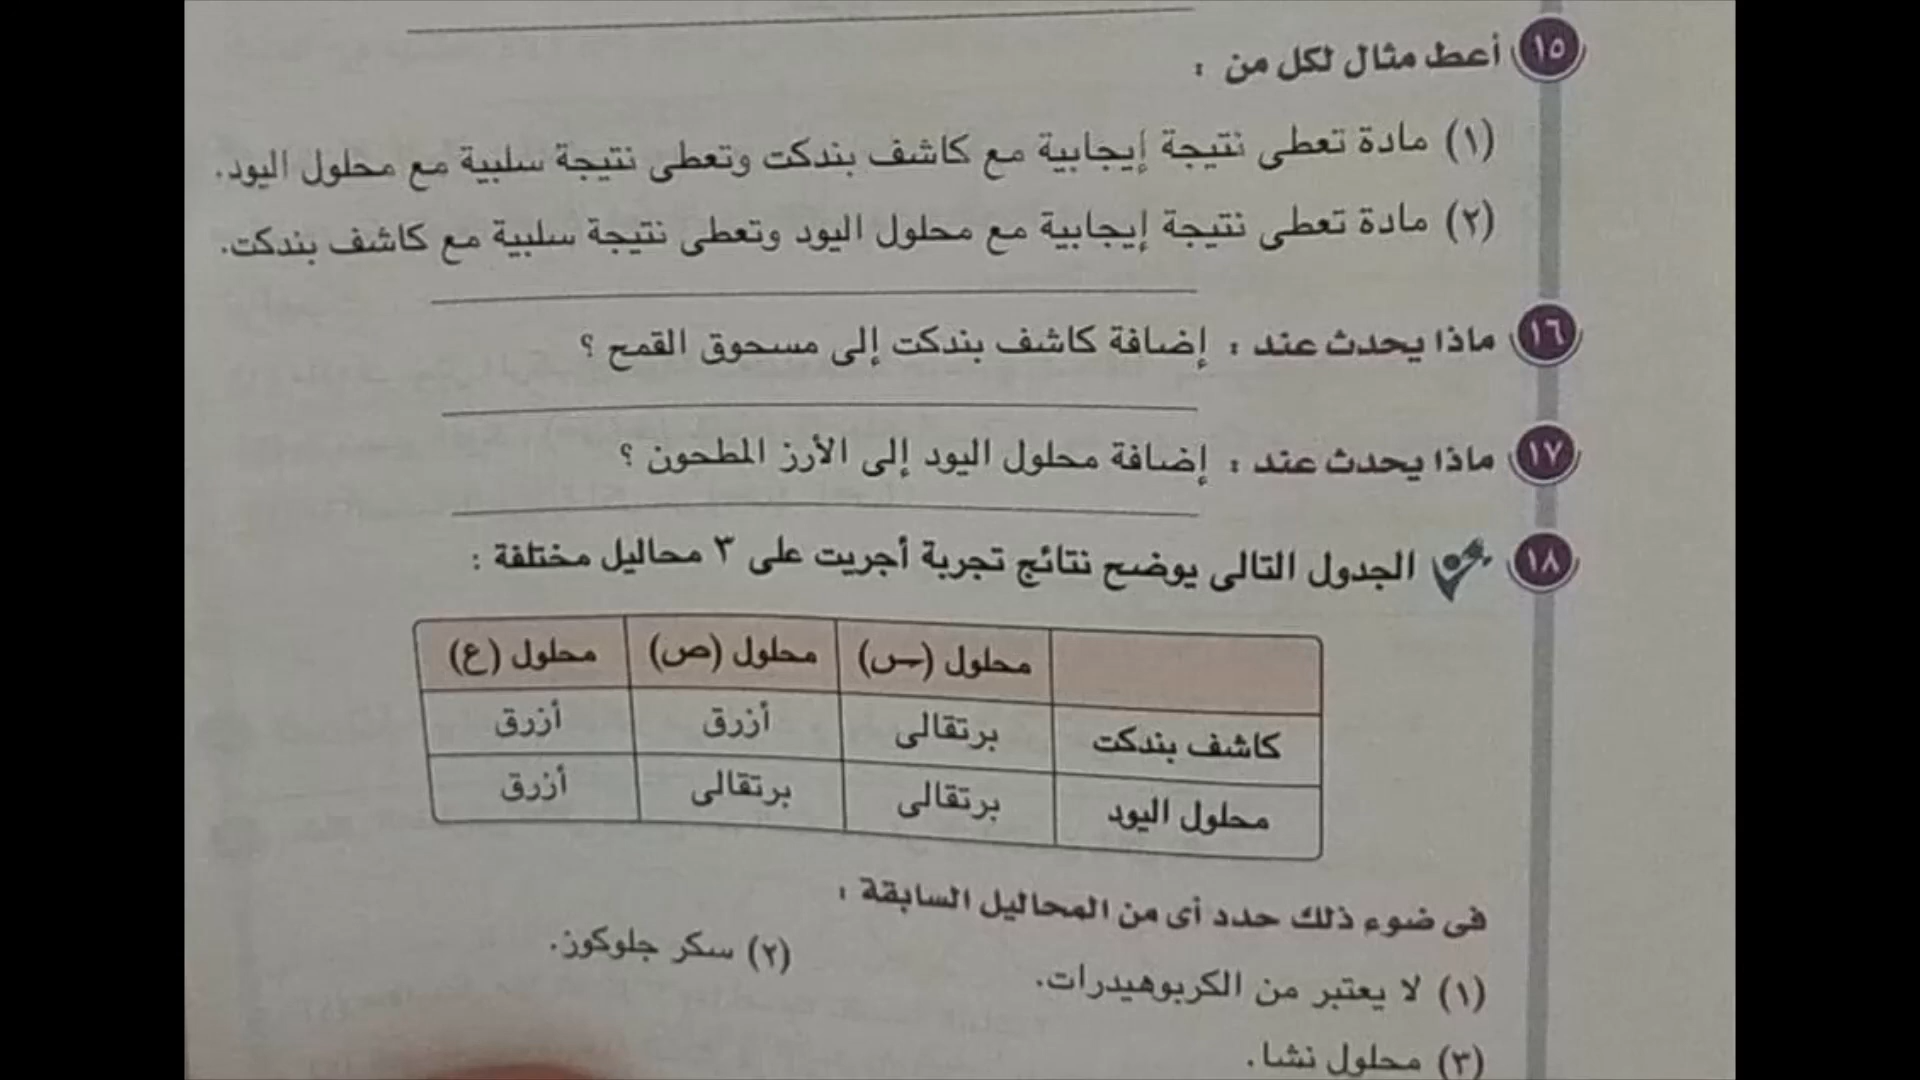 ١٥ أعط مثال لكل من :
(١) مادة تعطى نتيجة إيجابية مع كاشف بندكت وتعطى نتيجة سلبية مع محلول اليود.
(٢) مادة تعطى نتيجة إيجابية مع محلول اليود وتعطى نتيجة سلبية مع كاشف بندكت.
١٦ ماذا يحدث عند : إضافة كاشف بندكت إلى مسحوق القمح ؟
١٧ ماذا يحدث عند : إضافة محلول اليود إلى الأرز المطحون ؟
١٨ الجدول التالى يوضح نتائج تجربة أجريت على ٣ محاليل مختلفة :
محلول (س) محلول (ص) محلول (ع)
كاشف بندكت برتقالى أزرق أزرق
محلول اليود برتقالى برتقالى أزرق
فى ضوء ذلك حدد أى من المحاليل السابقة :
(١) لا يعتبر من الكربوهيدرات. (٢) سكر جلوكوز.
(٣) محلول نشا.